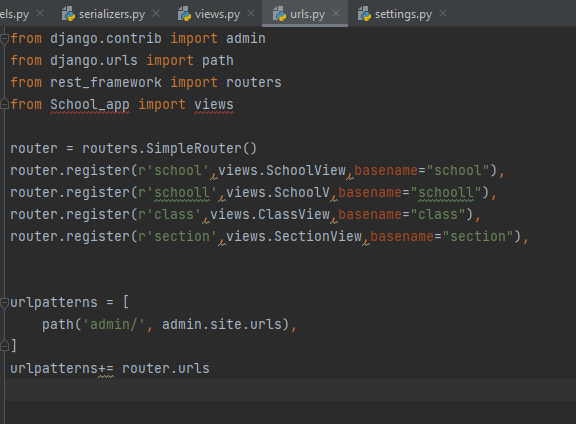 els.py serializers.py views.py urls.py settings.py
from django.contrib import admin
from django.urls import path
from rest_framework import routers
from School_app import views
router = routers.SimpleRouter()
router.register(r'school',views.SchoolView,basename="school"),
router.register(r'schooll',views.SchoolV,basename="schooll"),
router.register(r'class',views.ClassView,basename="class"),
router.register(r'section',views.SectionView,basename="section"),
urlpatterns = [
    path('admin/', admin.site.urls),
]
urlpatterns+= router.urls